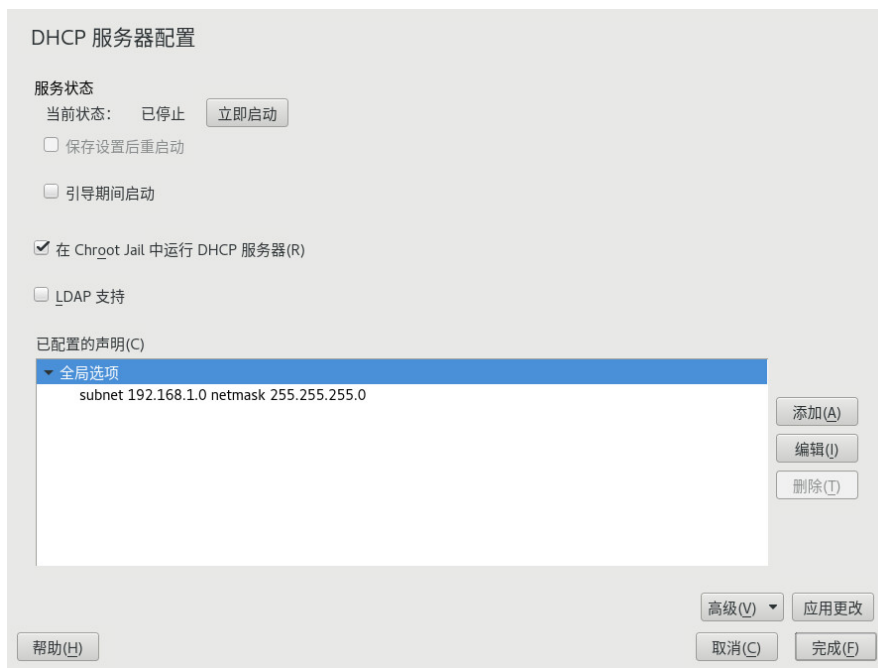 DHCP 服务器配置
服务状态
当前状态： 已停止 立即启动
保存设置后重启动
引导期间启动
在 Chroot Jail 中运行 DHCP 服务器(R)
LDAP 支持
已配置的声明(C)
全局选项
subnet 192.168.1.0 netmask 255.255.255.0
添加(A)
编辑(I)
删除(T)
高级(V) 应用更改
帮助(H) 取消(C) 完成(F)